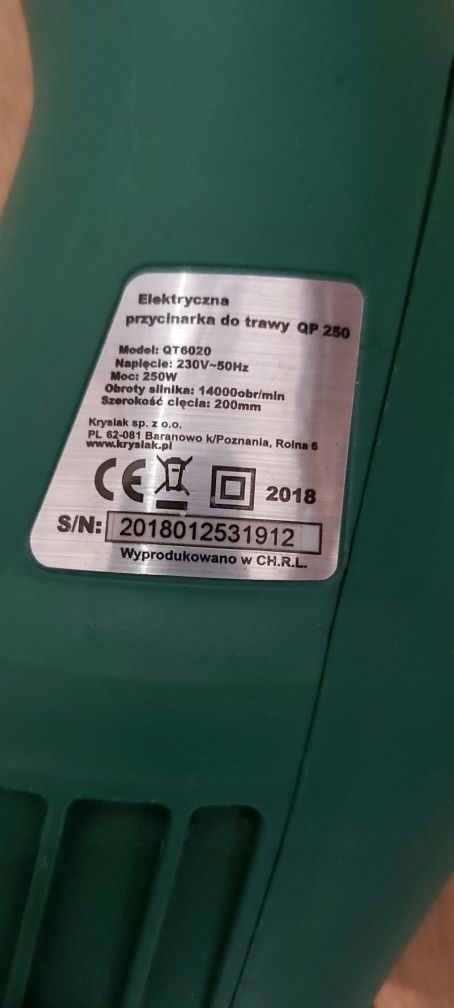 Elektryczna
przycinarka do trawy QP 250
Model: QT6020
Napięcie: 230V~50Hz
Moc: 250W
Obroty silnika: 14000obr/min
Szerokość cięcia: 200mm
Krysiak sp. z o.o.
PL 62-081 Baranowo k/Poznania, Rolna 6
www.krysiak.pl
CE 2018
S/N: 2018012531912
Wyprodukowano w CH.R.L.